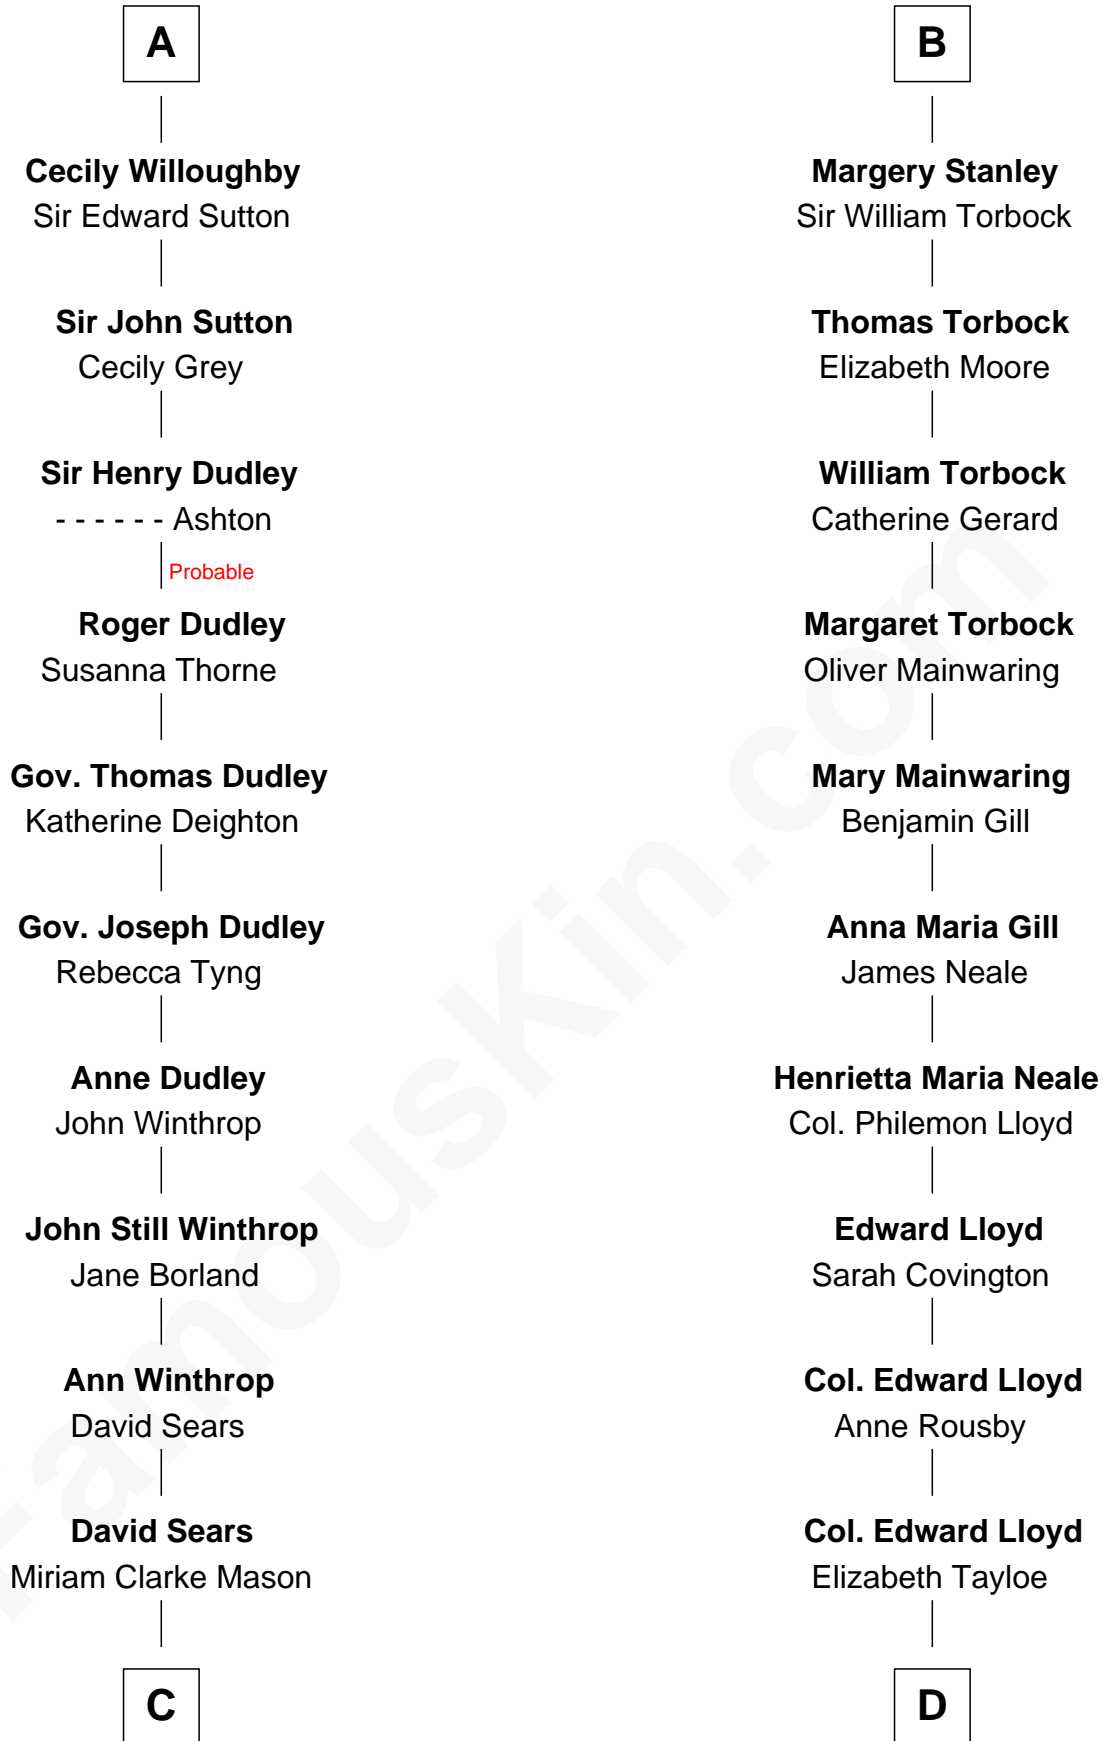 A
Cecily Willoughby
Sir Edward Sutton
Sir John Sutton
Cecily Grey
Sir Henry Dudley
- - - - - - Ashton
Probable
Roger Dudley
Susanna Thorne
Gov. Thomas Dudley
Katherine Deighton
Gov. Joseph Dudley
Rebecca Tyng
Anne Dudley
John Winthrop
John Still Winthrop
Jane Borland
Ann Winthrop
David Sears
David Sears
Miriam Clarke Mason
C
B
Margery Stanley
Sir William Torbock
Thomas Torbock
Elizabeth Moore
William Torbock
Catherine Gerard
Margaret Torbock
Oliver Mainwaring
Mary Mainwaring
Benjamin Gill
Anna Maria Gill
James Neale
Henrietta Maria Neale
Col. Philemon Lloyd
Edward Lloyd
Sarah Covington
Col. Edward Lloyd
Anne Rousby
Col. Edward Lloyd
Elizabeth Tayloe
D
FamousKin.com